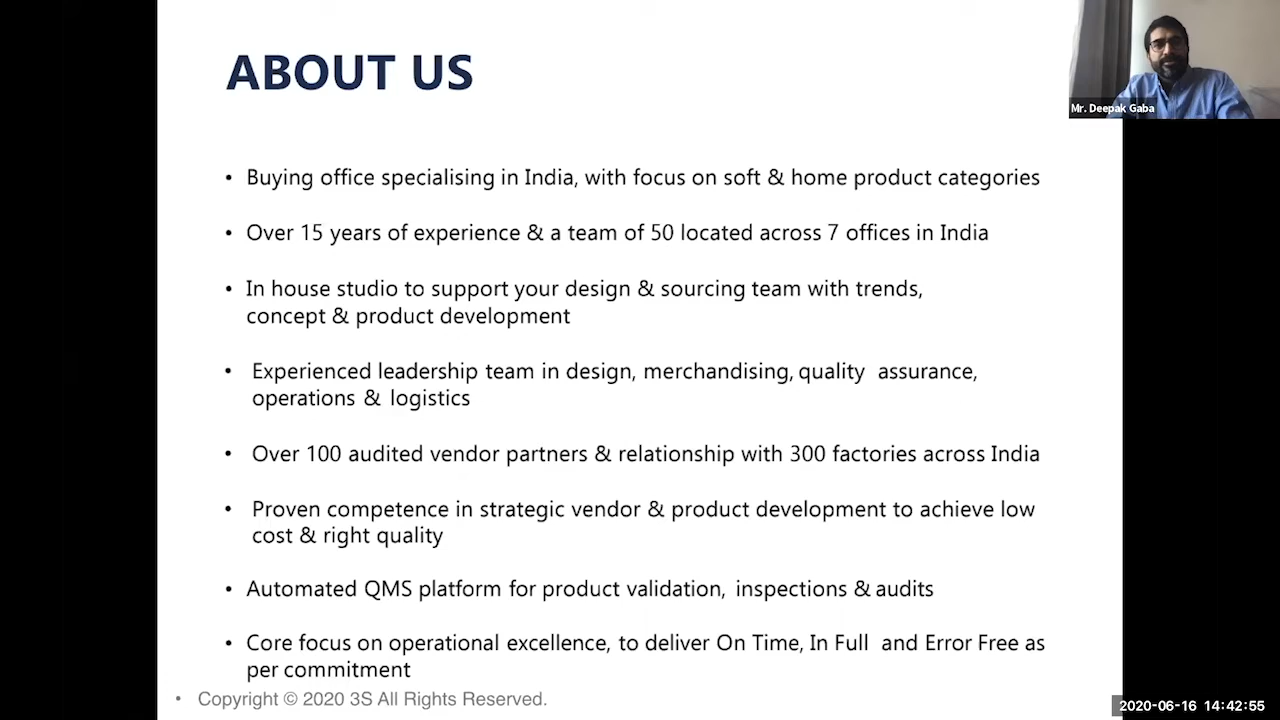 ABOUT US
Mr. Deepak Gaba
• Buying office specialising in India, with focus on soft & home product categories
• Over 15 years of experience & a team of 50 located across 7 offices in India
• In house studio to support your design & sourcing team with trends,
concept & product development
• Experienced leadership team in design, merchandising, quality assurance,
operations & logistics
• Over 100 audited vendor partners & relationship with 300 factories across India
• Proven competence in strategic vendor & product development to achieve low
cost & right quality
• Automated QMS platform for product validation, inspections & audits
• Core focus on operational excellence, to deliver On Time, In Full and Error Free as
per commitment
• Copyright © 2020 3S All Rights Reserved.
2020-06-16 14:42:55